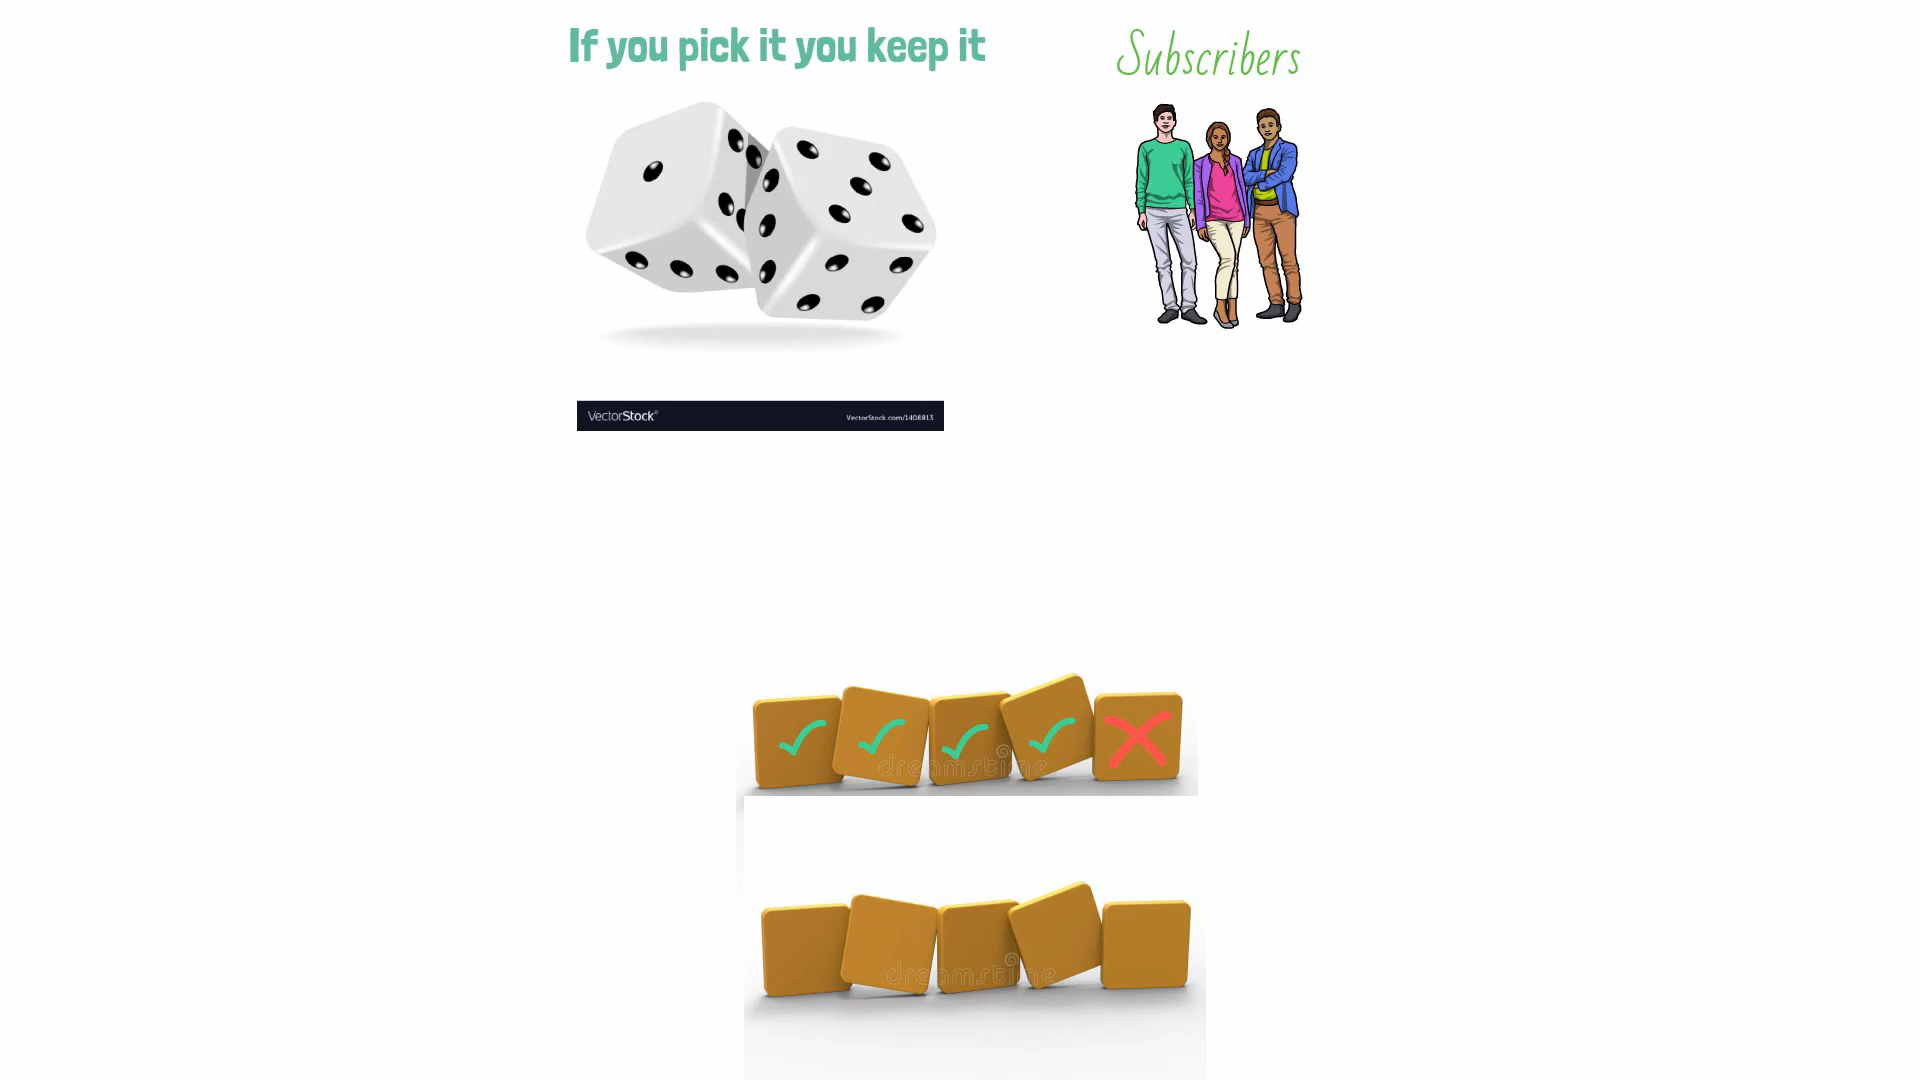 If you pick it you keep it
Subscribers
VectorStock®
VectorStock.com/1408813
dreamstime
dreamstime